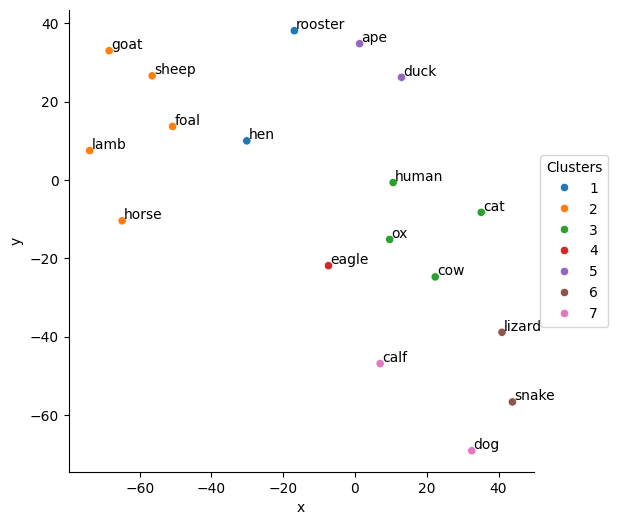 40
20
0
−20
−40
−60
y
rooster
ape
goat
duck
sheep
foal
hen
lamb
human
cat
horse
ox
eagle
cow
lizard
calf
snake
dog
Clusters
1
2
3
4
5
6
7
−60 −40 −20 0 20 40
x